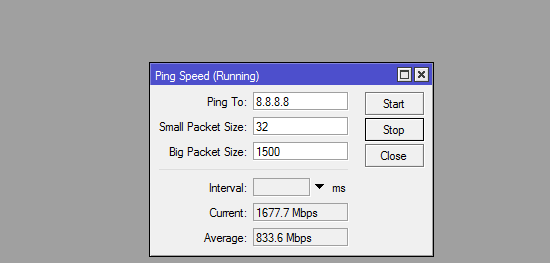 Ping Speed (Running)
Ping To: 8.8.8.8 Start
Small Packet Size: 32 Stop
Big Packet Size: 1500 Close
Interval: ms
Current: 1677.7 Mbps
Average: 833.6 Mbps